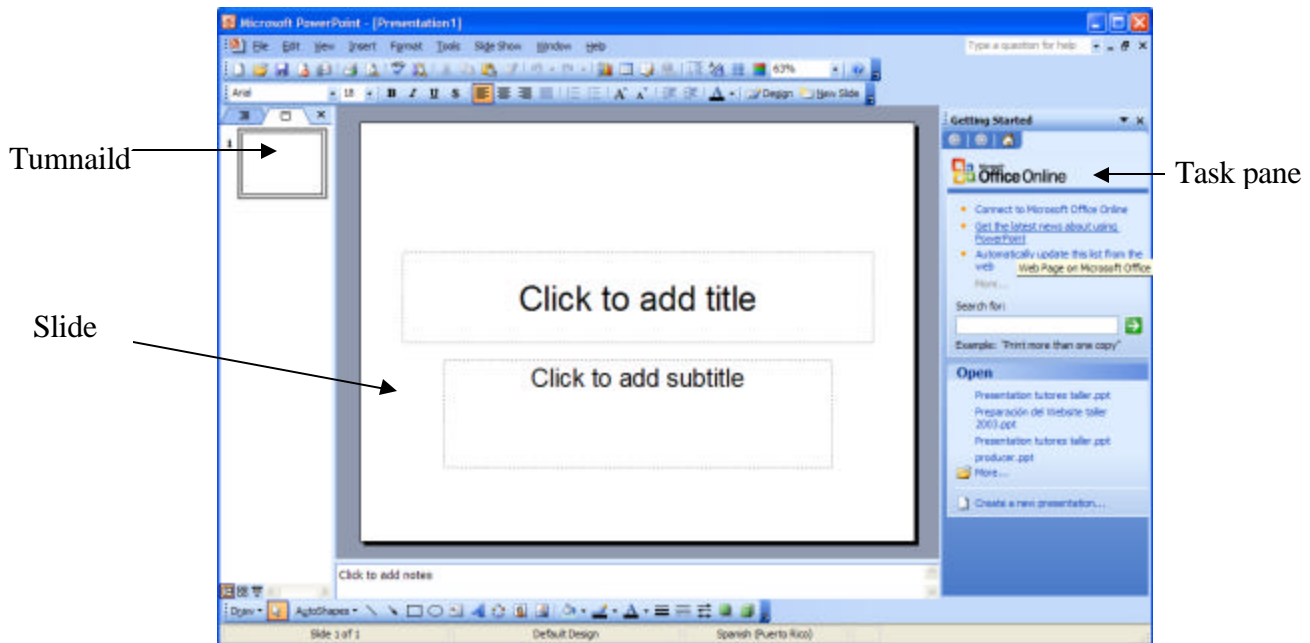 Microsoft PowerPoint - [Presentation1]
File Edit View Insert Format Tools Slide Show Window Help
Type a question for help
63%
Arial 18 B I U S A A A Design New Slide
Getting Started
1
Tumnaild
Microsoft
Office Online
Task pane
Connect to Microsoft Office Online
Get the latest news about using
PowerPoint
Automatically update this list from the
web
Web Page on Microsoft Office
More...
Search for:
Example: "Print more than one copy"
Click to add title
Slide
Click to add subtitle
Open
Presentation tutores taller.ppt
Preparación del Website taller
2003.ppt
Presentation tutores taller.ppt
producer.ppt
More...
Create a new presentation...
Click to add notes
Draw AutoShapes A
Slide 1 of 1 Default Design Spanish (Puerto Rico)